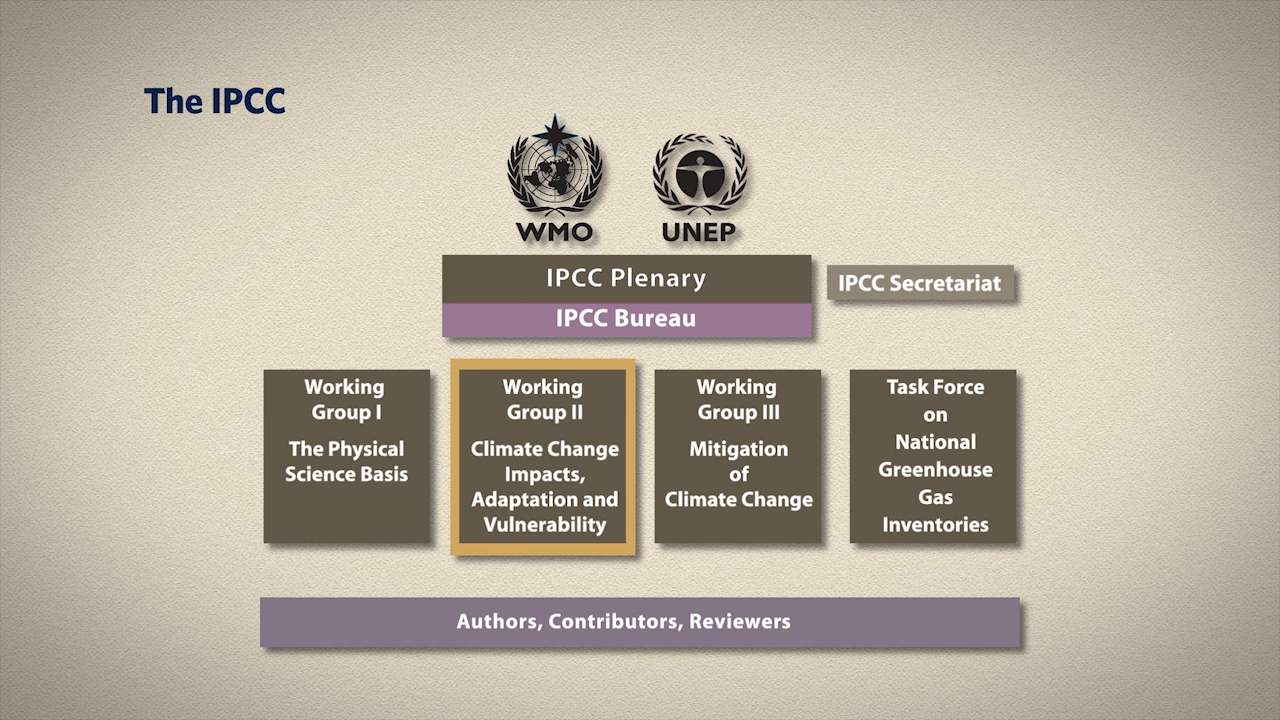 The IPCC
WMO
UNEP
IPCC Plenary
IPCC Secretariat
IPCC Bureau
Working
Group I
The Physical
Science Basis
Working
Group II
Climate Change
Impacts,
Adaptation and
Vulnerability
Working
Group III
Mitigation
of
Climate Change
Task Force
on
National
Greenhouse
Gas
Inventories
Authors, Contributors, Reviewers